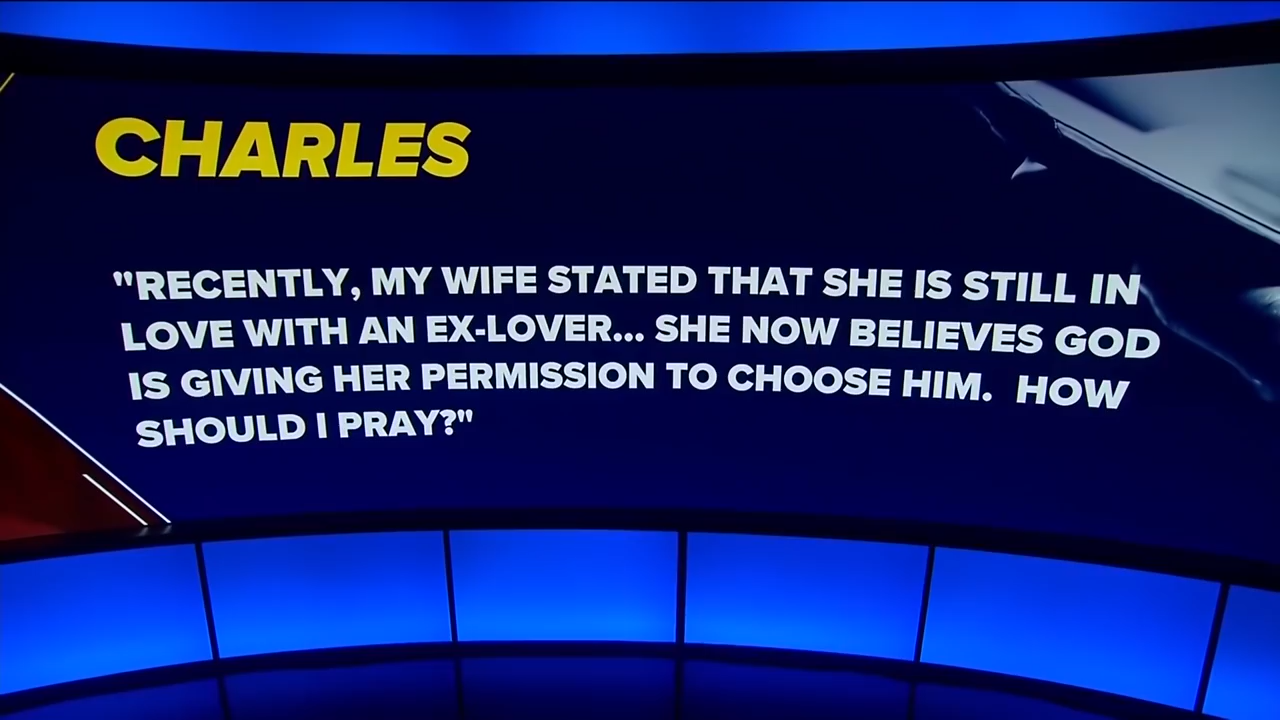 CHARLES
"RECENTLY, MY WIFE STATED THAT SHE IS STILL IN
LOVE WITH AN EX-LOVER... SHE NOW BELIEVES GOD
IS GIVING HER PERMISSION TO CHOOSE HIM.  HOW
SHOULD I PRAY?"